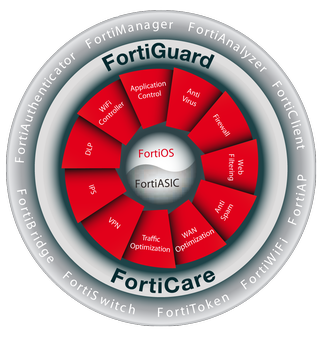 FortiManager
FortiAnalyzer
FortiClient
FortiAP
FortiWiFi
FortiToken
FortiSwitch
FortiBridge
FortiAuthenticator
FortiGuard
Application
Control
Anti
Virus
Firewall
Web
Filtering
Anti
Spam
WAN
Optimization
Traffic
Optimization
VPN
IPS
DLP
WiFi
Controller
FortiOS
FortiASIC
FortiCare